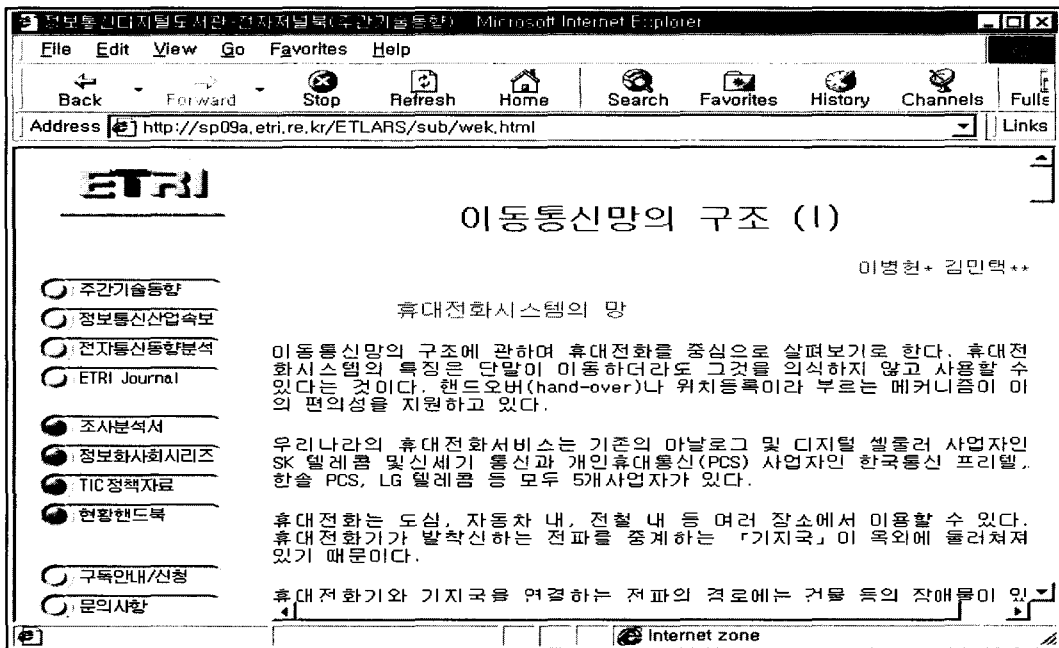 정보통신디지털도서관-전자저널북(주간기술동향) - Microsoft Internet Explorer
File Edit View Go Favorites Help
Back Forward Stop Refresh Home Search Favorites History Channels
Address http://sp09a.etri.re.kr/ETLARS/sub/wek.html Links
ETRI
이동통신망의 구조 (I)
이병헌* 김민택**
주간기술동향
정보통신산업속보
전자통신동향분석
ETRI Journal
조사분석서
정보화사회시리즈
TIC정책자료
현황핸드북
구독안내/신청
문의사항
휴대전화시스템의 망
이동통신망의 구조에 관하여 휴대전화를 중심으로 살펴보기로 한다. 휴대전
화시스템의 특징은 단말이 이동하더라도 그것을 의식하지 않고 사용할 수
있다는 것이다. 핸드오버(hand-over)나 위치등록이라 부르는 메커니즘이 이
의 편의성을 지원하고 있다.
우리나라의 휴대전화서비스는 기존의 아날로그 및 디지털 셀룰러 사업자인
SK 텔레콤 및신세기 통신과 개인휴대통신(PCS) 사업자인 한국통신 프리텔,
한솔 PCS, LG 텔레콤 등 모두 5개사업자가 있다.
휴대전화는 도심, 자동차 내, 전철 내 등 여러 장소에서 이용할 수 있다.
휴대전화기가 발착신하는 전파를 중계하는 「기지국」이 옥외에 둘러쳐져
있기 때문이다.
휴대전화기와 기지국을 연결하는 전파의 경로에는 건물 등의 장애물이
Internet zone